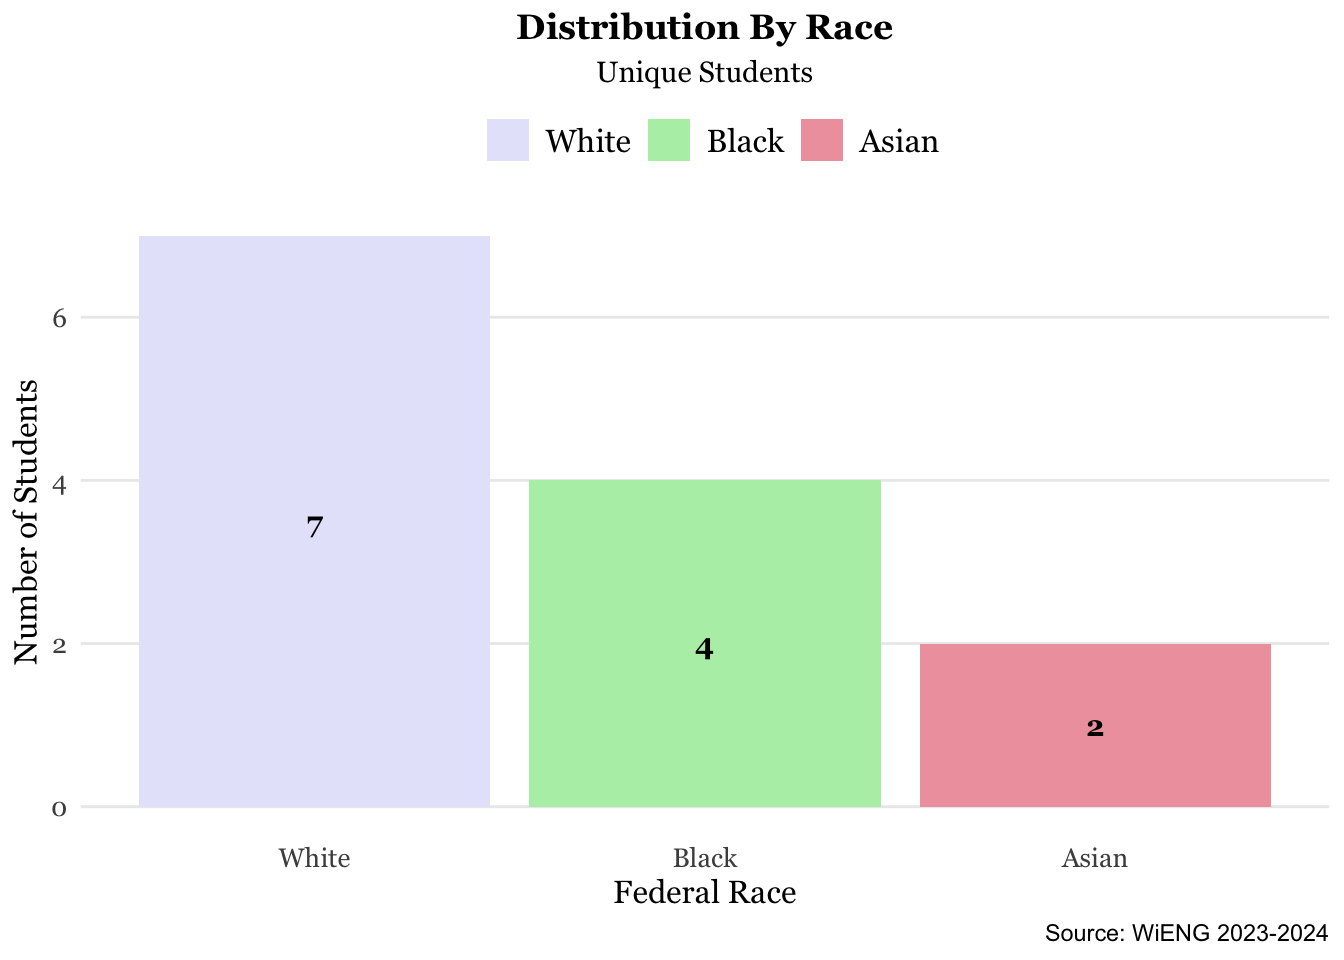 Distribution By Race
Unique Students
White Black Asian
Number of Students
6
4
2
0
7
4
2
White Black Asian
Federal Race
Source: WiENG 2023-2024